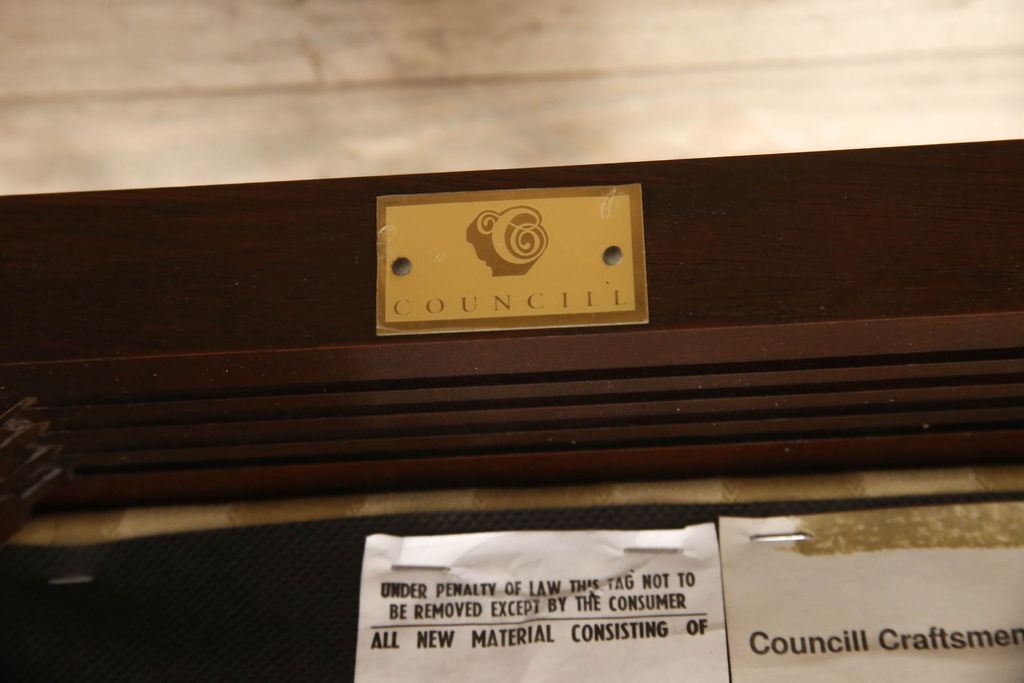 COUNCILL
UNDER PENALTY OF LAW THIS TAG NOT TO
BE REMOVED EXCEPT BY THE CONSUMER
ALL NEW MATERIAL CONSISTING OF
Councill Craftsmen